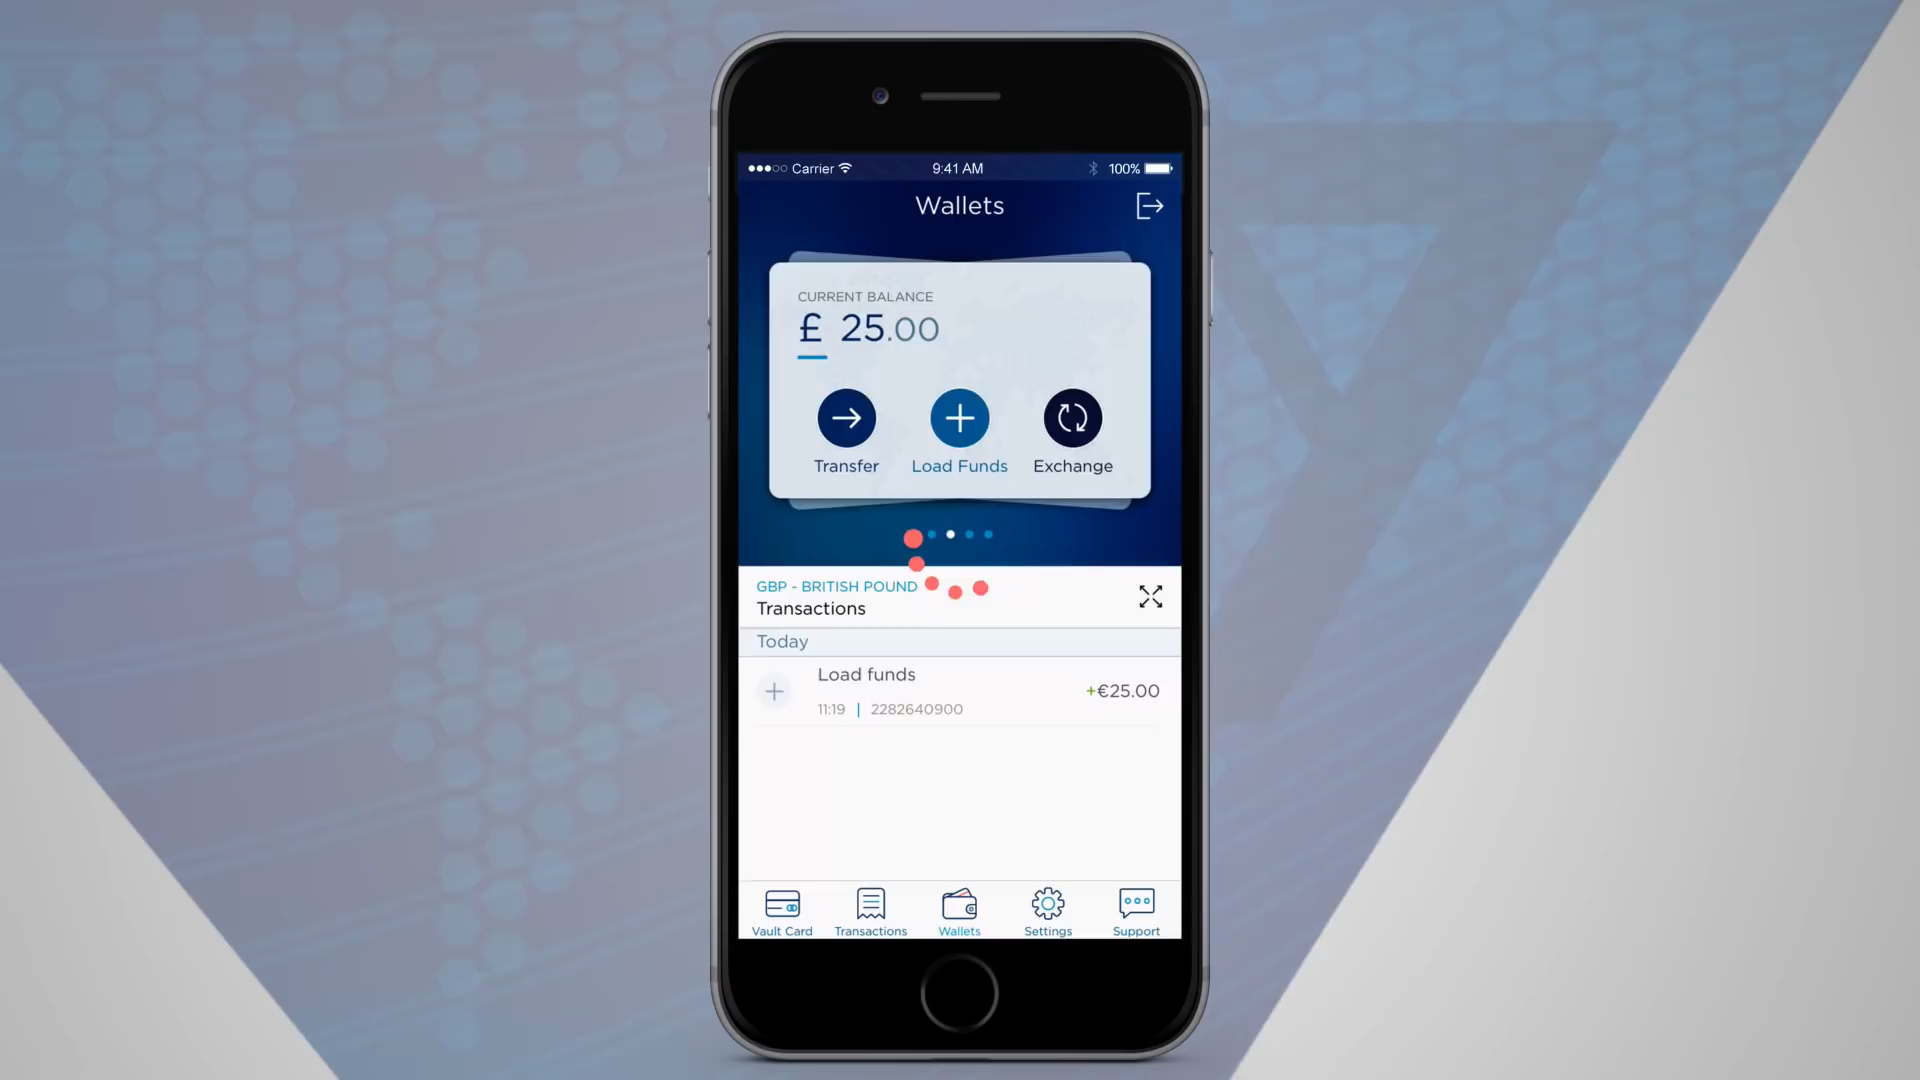 Carrier 9:41 AM 100%
Wallets
CURRENT BALANCE
£ 25.00
Transfer Load Funds Exchange
GBP - BRITISH POUND
Transactions
Today
Load funds
+€25.00
11:19 | 2282640900
Vault Card Transactions Wallets Settings Support